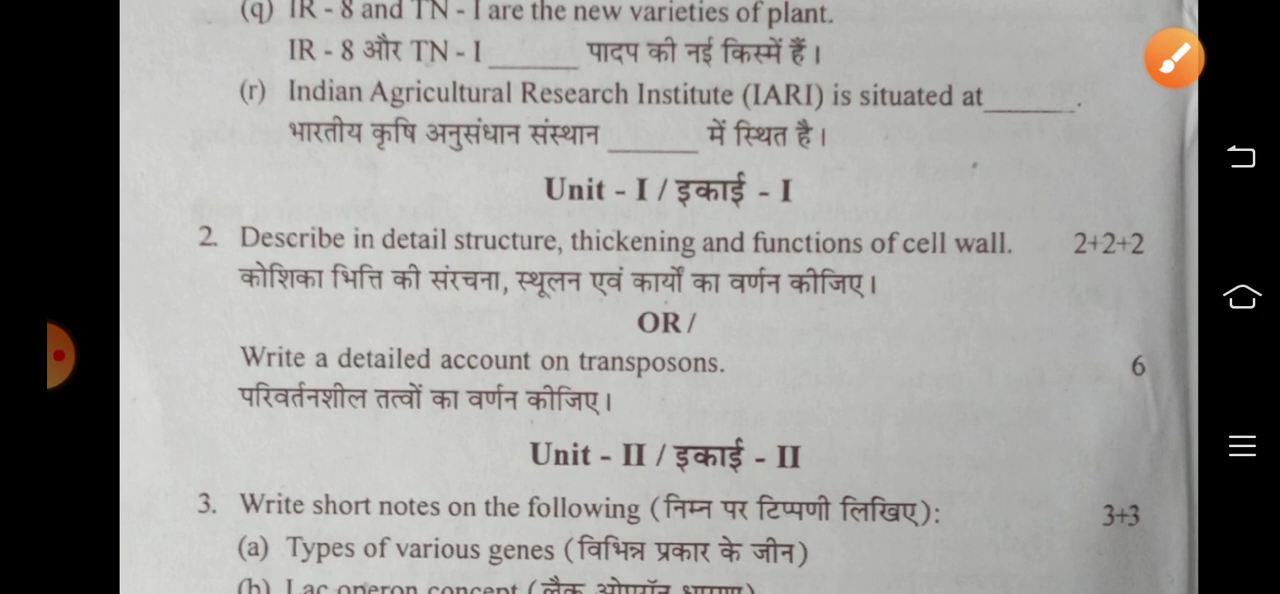 (q) IR - 8 and TN - I are the new varieties of plant.
IR - 8 और TN - I ______ पादप की नई किस्में हैं।
(r) Indian Agricultural Research Institute (IARI) is situated at______.
भारतीय कृषि अनुसंधान संस्थान ______ में स्थित है।
Unit - I / इकाई - I
2. Describe in detail structure, thickening and functions of cell wall. 2+2+2
कोशिका भित्ति की संरचना, स्थूलन एवं कार्यों का वर्णन कीजिए।
OR /
Write a detailed account on transposons. 6
परिवर्तनशील तत्वों का वर्णन कीजिए।
Unit - II / इकाई - II
3. Write short notes on the following (निम्न पर टिप्पणी लिखिए): 3+3
(a) Types of various genes (विभिन्न प्रकार के जीन)
(b) Lac operon concept (लैक ओपरॉन